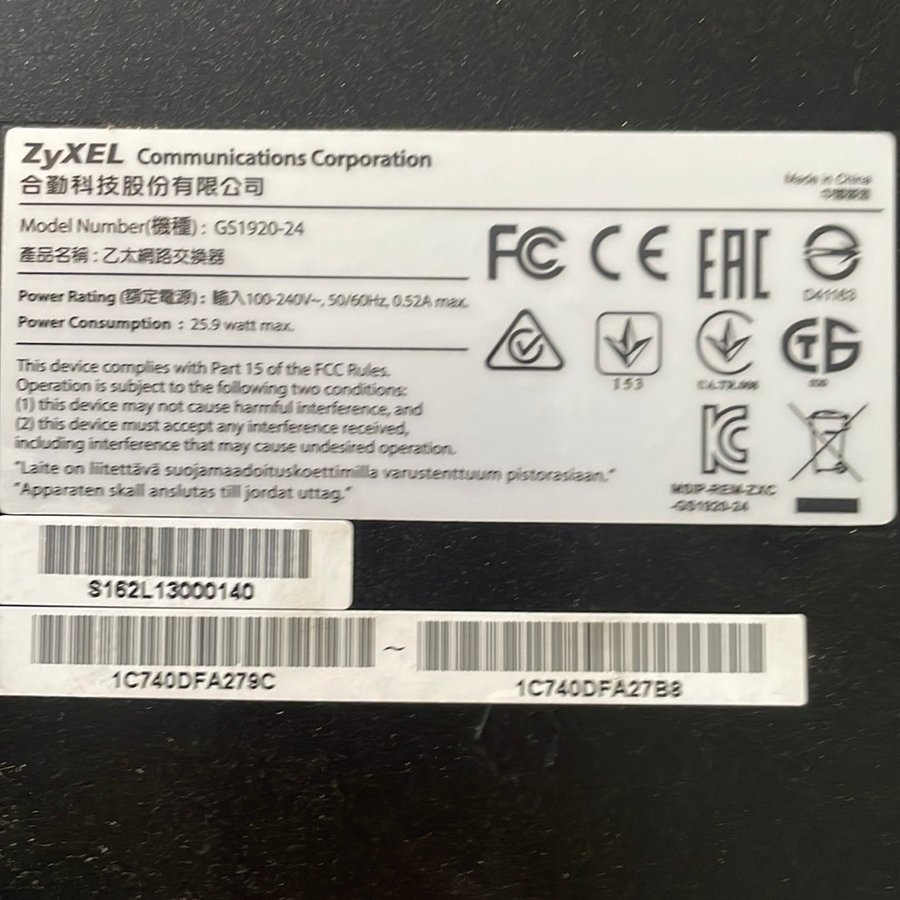 ZyXEL Communications Corporation
合勤科技股份有限公司
Made in China
Model Number(機種) : GS1920-24
產品名稱 : 乙太網路交換器
Power Rating (額定電源) : 輸入100-240V~, 50/60Hz, 0.52A max.
Power Consumption : 25.9 watt max.
FC CE EAC
D41163
153
This device complies with Part 15 of the FCC Rules.
Operation is subject to the following two conditions:
(1) this device may not cause harmful interference, and
(2) this device must accept any interference received,
including interference that may cause undesired operation.
"Laite on liitettävä suojamaadoituskoettimilla varustenttuum pistorasiaan."
"Apparaten skall anslutas till jordat uttag."
MSIP-REM-ZXC
-GS1920-24
S162L13000140
1C740DFA279C ~ 1C740DFA27B8